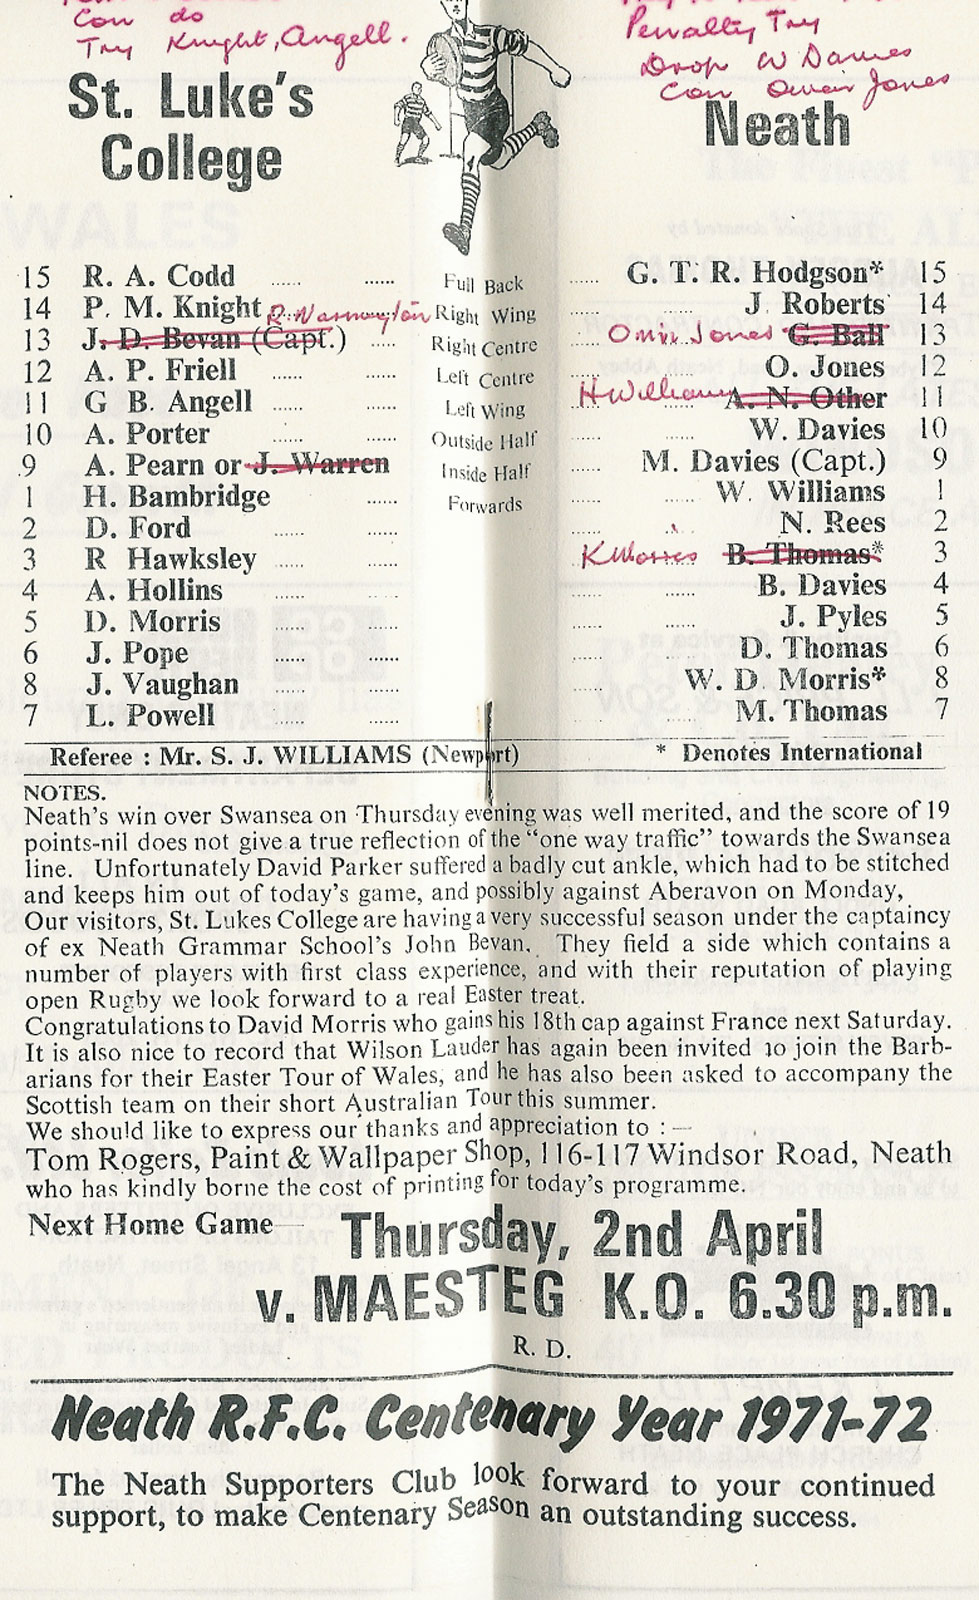 Con do
Try Knight, Angell.
Penalty Try
Drop W Davies
Con Owen Jones
St. Luke's College
Neath
15 R. A. Codd ...... ...... Full Back ...... G. T. R. Hodgson* 15
14 P. M. Knight Right Wing J Roberts 14
13 J. D. Bevan (Capt.) R. Warmington Right Centre Owen Jones G. Ball 13
12 A. P. Friell ...... ...... Left Centre ...... O. Jones 12
11 G B. Angell ...... ...... Left Wing H Williams A. N. Other 11
10 A. Porter ...... ...... Outside Half ...... ...... W. Davies 10
9 A. Pearn or J. Warren Inside Half ...... M. Davies (Capt.) 9
1 H. Bambridge ...... Forwards ...... ...... W. Williams 1
2 D. Ford ...... ...... ...... ...... N. Rees 2
3 R Hawksley ...... K Morris B. Thomas* 3
4 A. Hollins ...... ...... ...... ...... B. Davies 4
5 D. Morris ...... ...... ...... ...... J. Pyles 5
6 J. Pope ...... ...... ...... ...... D. Thomas 6
8 J. Vaughan ...... ...... ...... W. D. Morris* 8
7 L. Powell ...... ...... ...... ...... M. Thomas 7
Referee : Mr. S. J. WILLIAMS (Newport) * Denotes International
NOTES.
Neath's win over Swansea on Thursday evening was well merited, and the score of 19
points-nil does not give a true reflection of the "one way traffic" towards the Swansea
line. Unfortunately David Parker suffered a badly cut ankle, which had to be stitched
and keeps him out of today's game, and possibly against Aberavon on Monday,
Our visitors, St. Lukes College are having a very successful season under the captaincy
of ex Neath Grammar School's John Bevan. They field a side which contains a
number of players with first class experience, and with their reputation of playing
open Rugby we look forward to a real Easter treat.
Congratulations to David Morris who gains his 18th cap against France next Saturday.
It is also nice to record that Wilson Lauder has again been invited to join the Barb-
arians for their Easter Tour of Wales, and he has also been asked to accompany the
Scottish team on their short Australian Tour this summer.
We should like to express our thanks and appreciation to : —
Tom Rogers, Paint & Wallpaper Shop, 116-117 Windsor Road, Neath
who has kindly borne the cost of printing for today's programme.
Next Home Game— Thursday, 2nd April
v. MAESTEG K.O. 6.30 p.m.
R. D.
Neath R.F.C. Centenary Year 1971-72
The Neath Supporters Club look forward to your continued
support, to make Centenary Season an outstanding success.